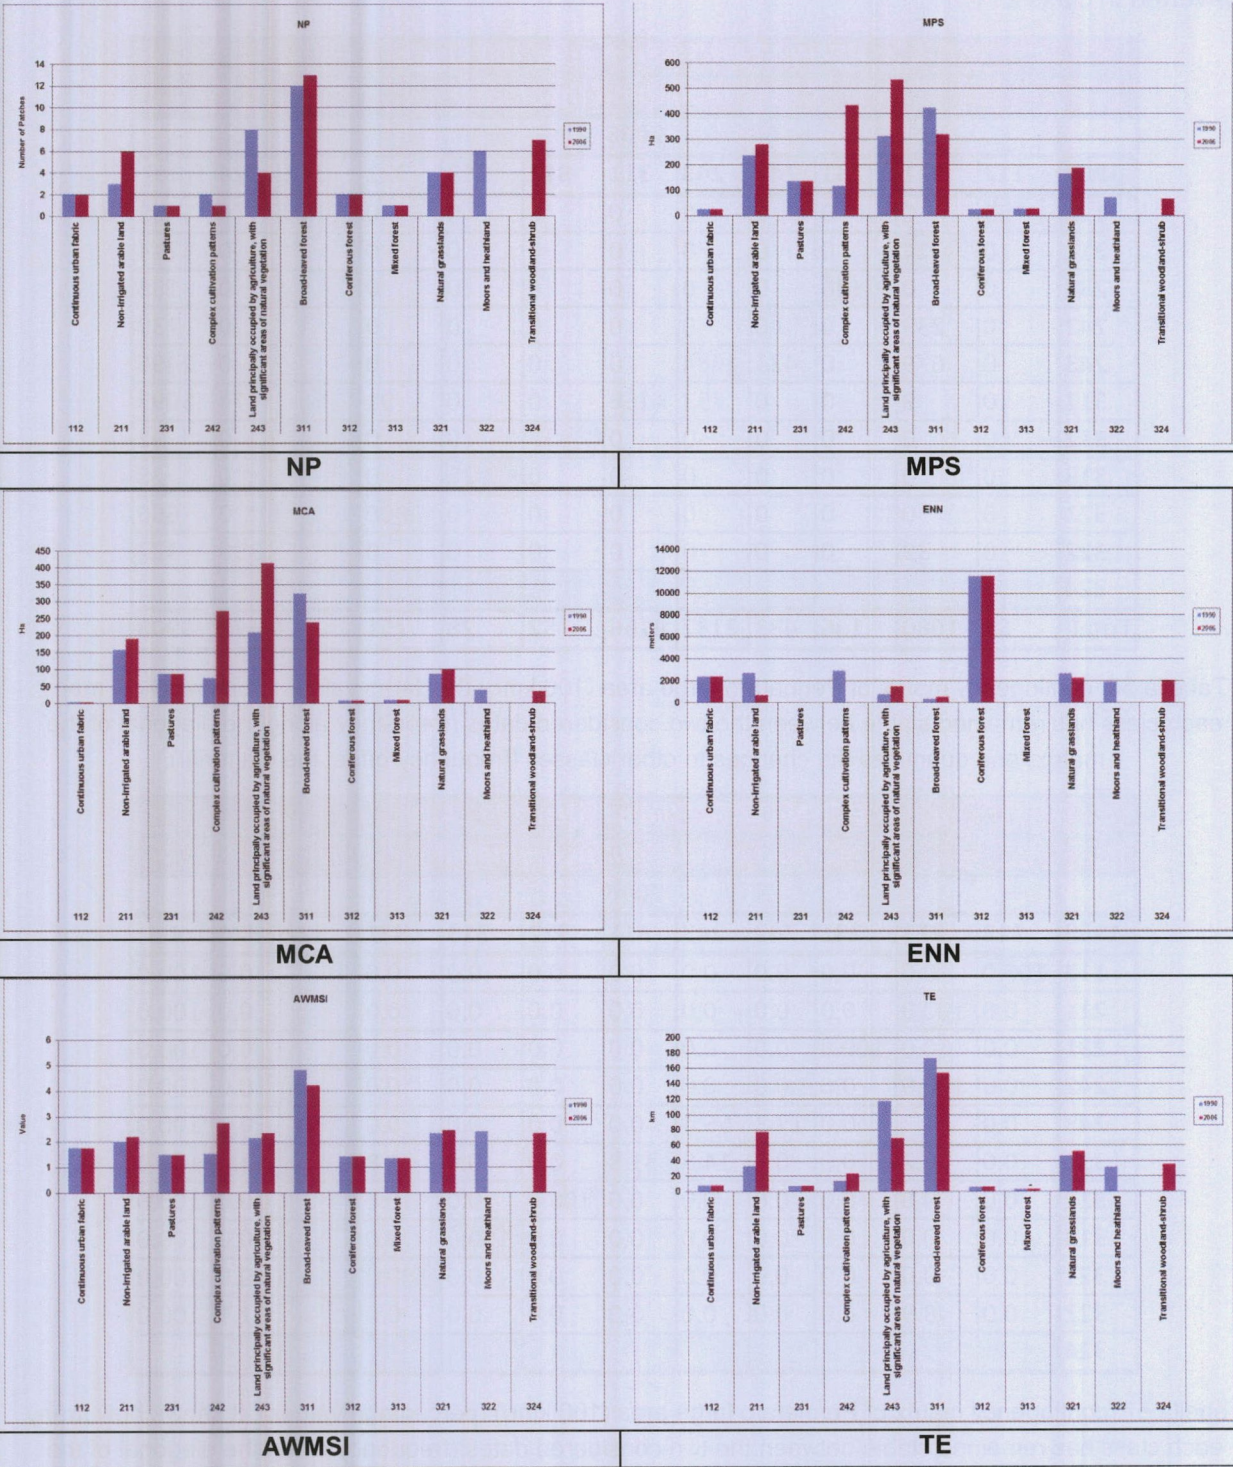 NP
Number of Patches
14
12
10
8
6
4
2
0
1990
2006
Continuous urban fabric
Non-irrigated arable land
Pastures
Complex cultivation patterns
Land principally occupied by agriculture, with
significant areas of natural vegetation
Broad-leaved forest
Coniferous forest
Mixed forest
Natural grasslands
Moors and heathland
Transitional woodland-shrub
112 211 231 242 243 311 312 313 321 322 324
NP
MPS
Ha
600
500
400
300
200
100
0
1990
2006
Continuous urban fabric
Non-irrigated arable land
Pastures
Complex cultivation patterns
Land principally occupied by agriculture, with
significant areas of natural vegetation
Broad-leaved forest
Coniferous forest
Mixed forest
Natural grasslands
Moors and heathland
Transitional woodland-shrub
112 211 231 242 243 311 312 313 321 322 324
MPS
MCA
Ha
450
400
350
300
250
200
150
100
50
0
1990
2006
Continuous urban fabric
Non-irrigated arable land
Pastures
Complex cultivation patterns
Land principally occupied by agriculture, with
significant areas of natural vegetation
Broad-leaved forest
Coniferous forest
Mixed forest
Natural grasslands
Moors and heathland
Transitional woodland-shrub
112 211 231 242 243 311 312 313 321 322 324
MCA
ENN
meters
14000
12000
10000
8000
6000
4000
2000
0
1990
2006
Continuous urban fabric
Non-irrigated arable land
Pastures
Complex cultivation patterns
Land principally occupied by agriculture, with
significant areas of natural vegetation
Broad-leaved forest
Coniferous forest
Mixed forest
Natural grasslands
Moors and heathland
Transitional woodland-shrub
112 211 231 242 243 311 312 313 321 322 324
ENN
AWMSI
Value
6
5
4
3
2
1
0
1990
2006
Continuous urban fabric
Non-irrigated arable land
Pastures
Complex cultivation patterns
Land principally occupied by agriculture, with
significant areas of natural vegetation
Broad-leaved forest
Coniferous forest
Mixed forest
Natural grasslands
Moors and heathland
Transitional woodland-shrub
112 211 231 242 243 311 312 313 321 322 324
AWMSI
TE
km
200
180
160
140
120
100
80
60
40
20
0
1990
2006
Continuous urban fabric
Non-irrigated arable land
Pastures
Complex cultivation patterns
Land principally occupied by agriculture, with
significant areas of natural vegetation
Broad-leaved forest
Coniferous forest
Mixed forest
Natural grasslands
Moors and heathland
Transitional woodland-shrub
112 211 231 242 243 311 312 313 321 322 324
TE